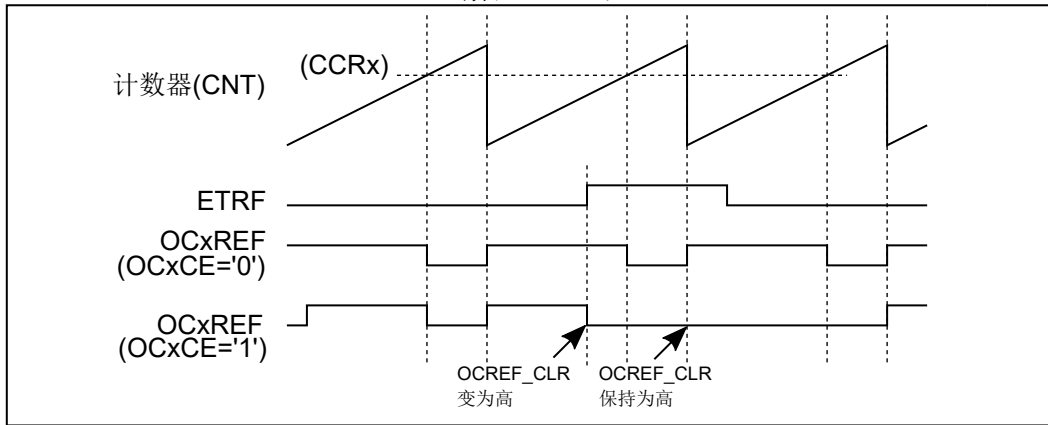 (CCRx)
计数器(CNT)
ETRF
OCxREF
(OCxCE='0')
OCxREF
(OCxCE='1')
OCREF_CLR
变为高
OCREF_CLR
保持为高